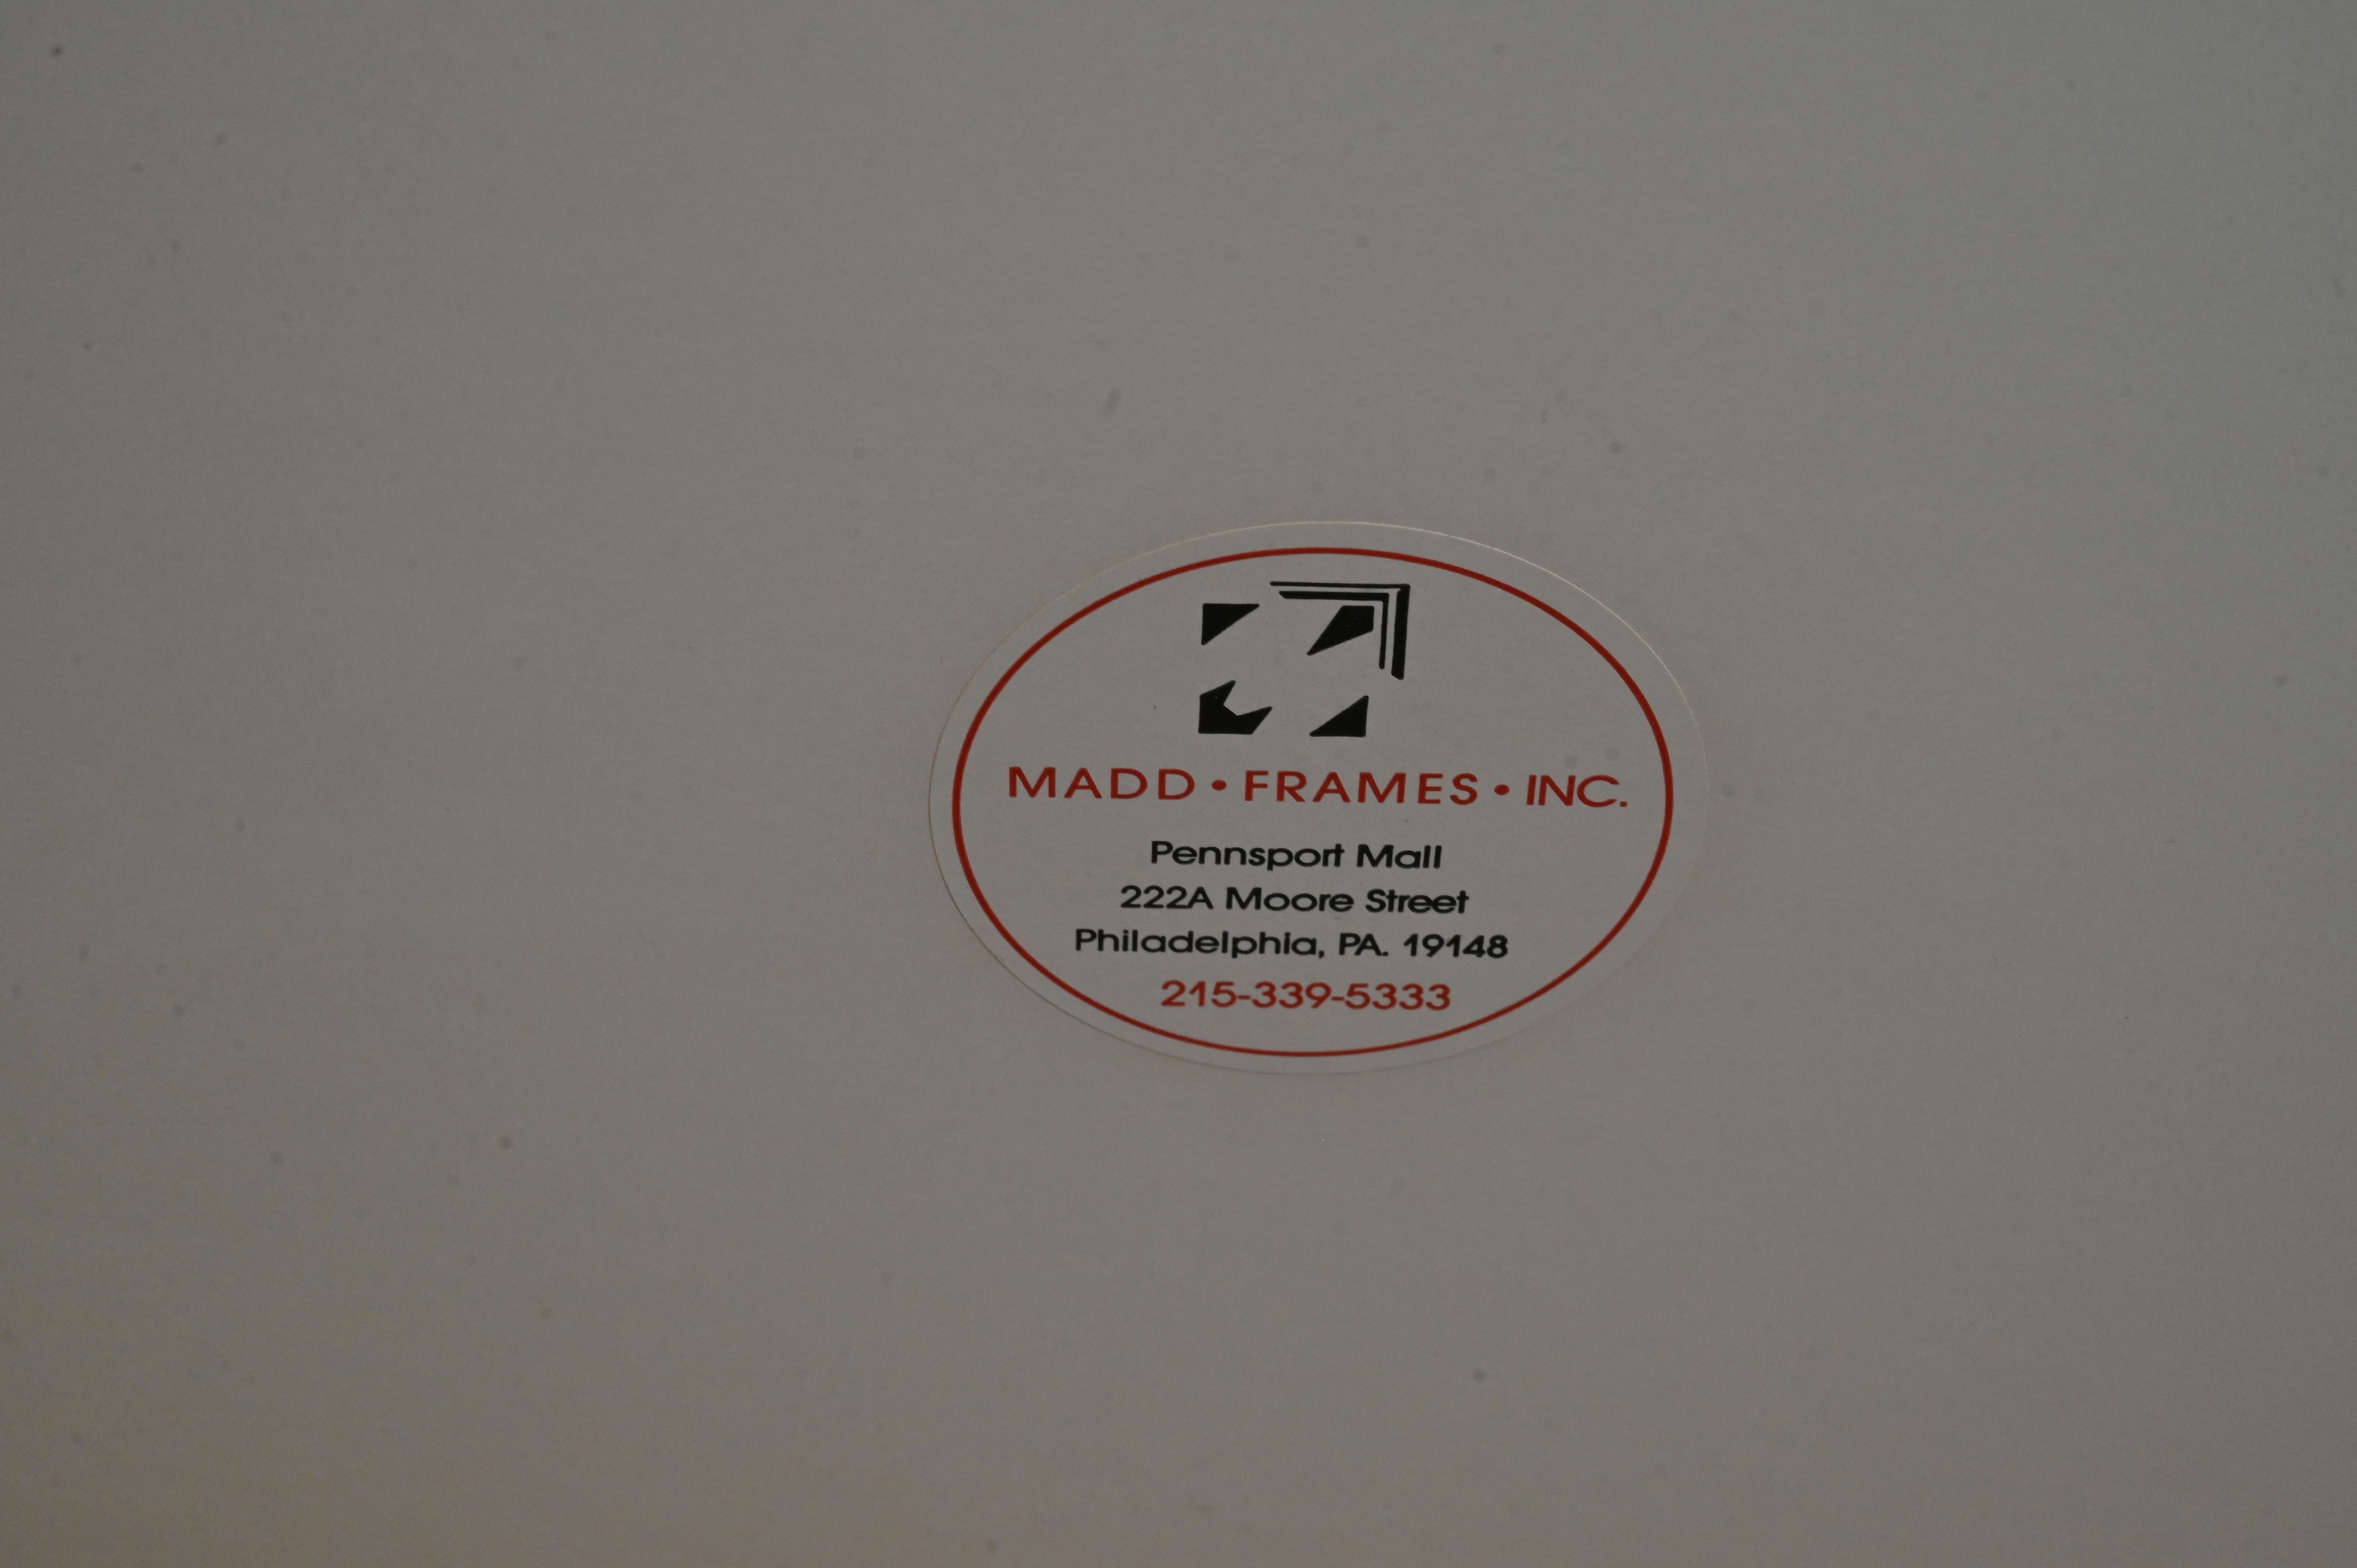 MADD • FRAMES • INC.
Pennsport Mall
222A Moore Street
Philadelphia, PA. 19148
215-339-5333